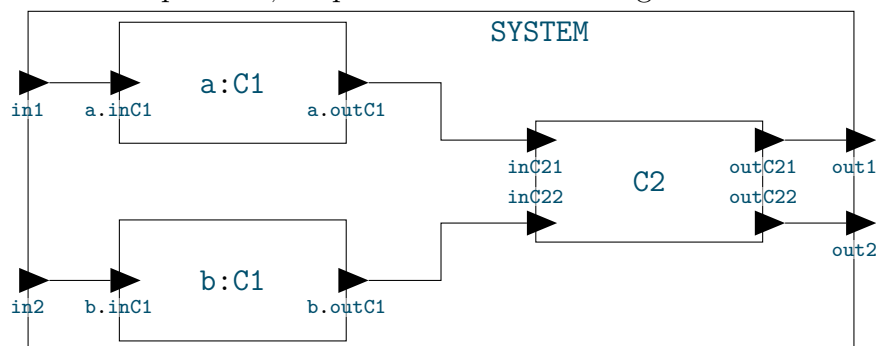 SYSTEM
a:C1
in1
a.inC1
a.outC1
inC21
outC21
out1
C2
inC22
outC22
out2
b:C1
in2
b.inC1
b.outC1